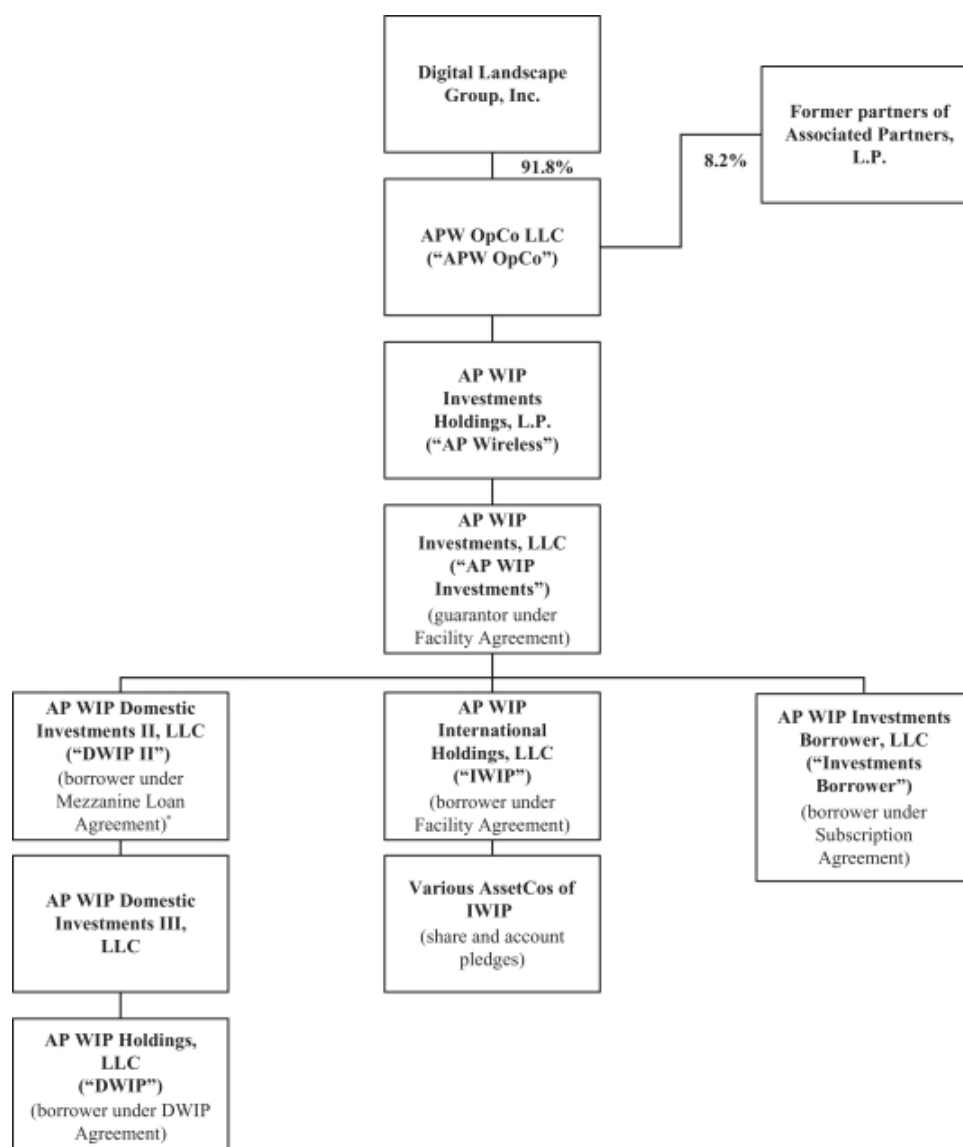 Digital Landscape
Group, Inc.
Former partners of
Associated Partners,
L.P.
91.8%
8.2%
APW OpCo LLC
(“APW OpCo”)
AP WIP
Investments
Holdings, L.P.
(“AP Wireless”)
AP WIP
Investments, LLC
(“AP WIP
Investments”)
(guarantor under
Facility Agreement)
AP WIP Domestic
Investments II, LLC
(“DWIP II”)
(borrower under
Mezzanine Loan
Agreement)*
AP WIP
International
Holdings, LLC
(“IWIP”)
(borrower under
Facility Agreement)
AP WIP Investments
Borrower, LLC
(“Investments
Borrower”)
(borrower under
Subscription
Agreement)
AP WIP Domestic
Investments III,
LLC
Various AssetCos of
IWIP
(share and account
pledges)
AP WIP Holdings,
LLC
(“DWIP”)
(borrower under DWIP
Agreement)